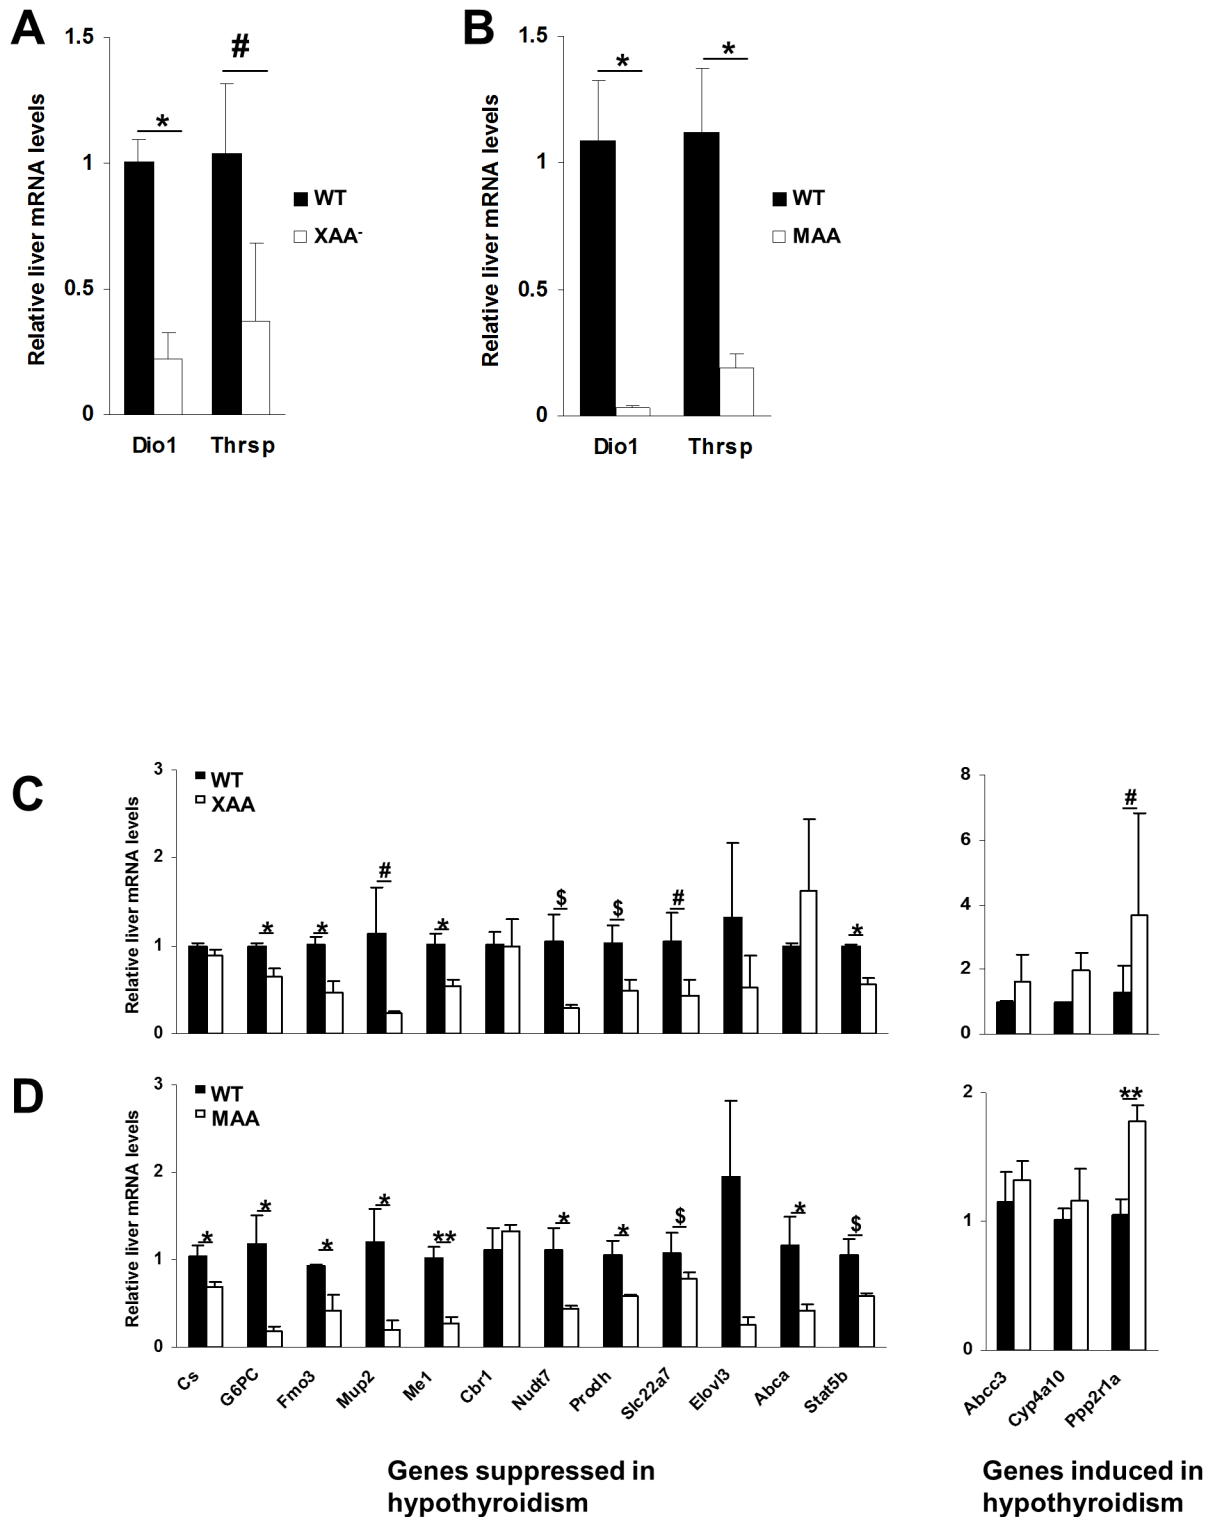 A
Relative liver mRNA levels
1.5
1
0.5
0
*
#
WT
XAA-
Dio1 Thrsp
B
Relative liver mRNA levels
1.5
1
0.5
0
*
*
WT
MAA
Dio1 Thrsp
C
Relative liver mRNA levels
3
2
1
0
WT
XAA
* * # * $ $ # *
8
6
4
2
0
#
D
Relative liver mRNA levels
3
2
1
0
WT
MAA
* * * * ** * * $ * $
2
1
0
**
Cs G6PC Fmo3 Mup2 Me1 Cbr1 Nudt7 Prodh Slc22a7 Elovl3 Abca Stat5b
Abcc3 Cyp4a10 Ppp2r1a
Genes suppressed in
hypothyroidism
Genes induced in
hypothyroidism